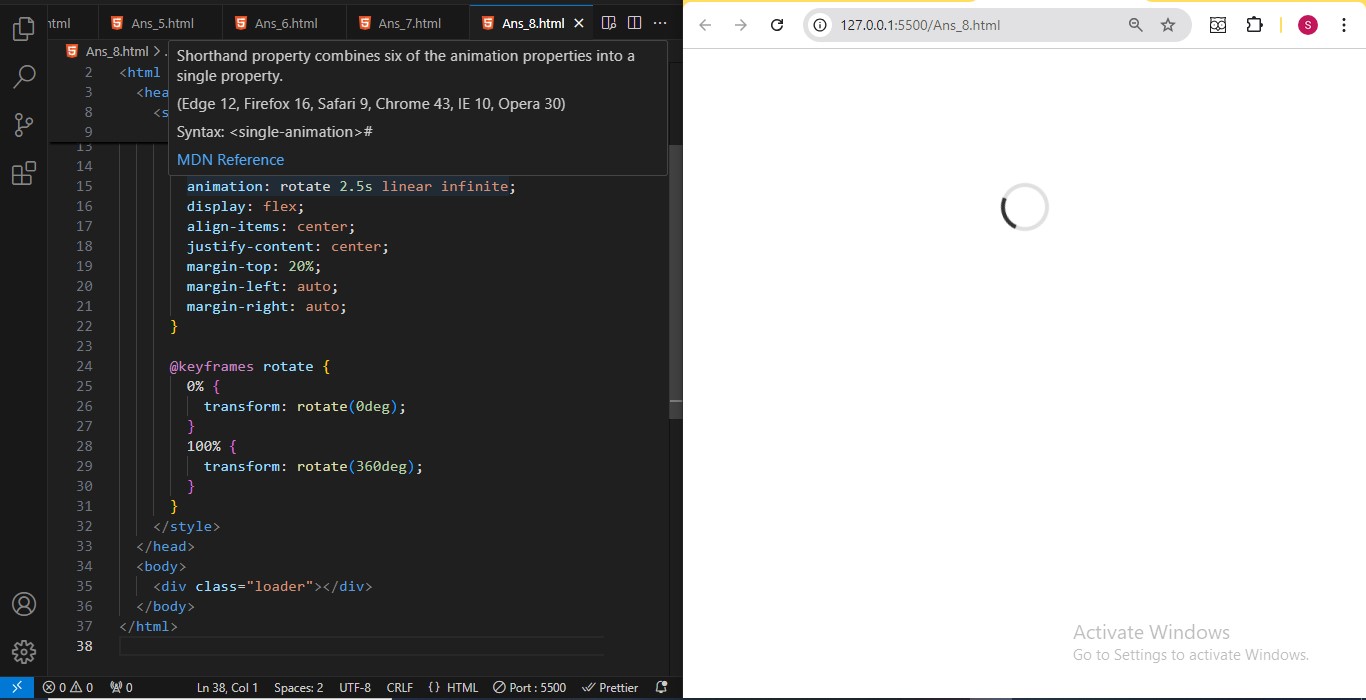 html
Ans_5.html
Ans_6.html
Ans_7.html
Ans_8.html
127.0.0.1:5500/Ans_8.html
S
Ans_8.html > .
Shorthand property combines six of the animation properties into a
single property.
(Edge 12, Firefox 16, Safari 9, Chrome 43, IE 10, Opera 30)
Syntax: <single-animation>#
MDN Reference
2 <html
3 <hea
8 <s
9
13
14
15 animation: rotate 2.5s linear infinite;
16 display: flex;
17 align-items: center;
18 justify-content: center;
19 margin-top: 20%;
20 margin-left: auto;
21 margin-right: auto;
22 }
23
24 @keyframes rotate {
25 0% {
26 transform: rotate(0deg);
27 }
28 100% {
29 transform: rotate(360deg);
30 }
31 }
32 </style>
33 </head>
34 <body>
35 <div class="loader"></div>
36 </body>
37 </html>
38
Activate Windows
Go to Settings to activate Windows.
0 0 0 Ln 38, Col 1 Spaces: 2 UTF-8 CRLF {} HTML Port : 5500 Prettier